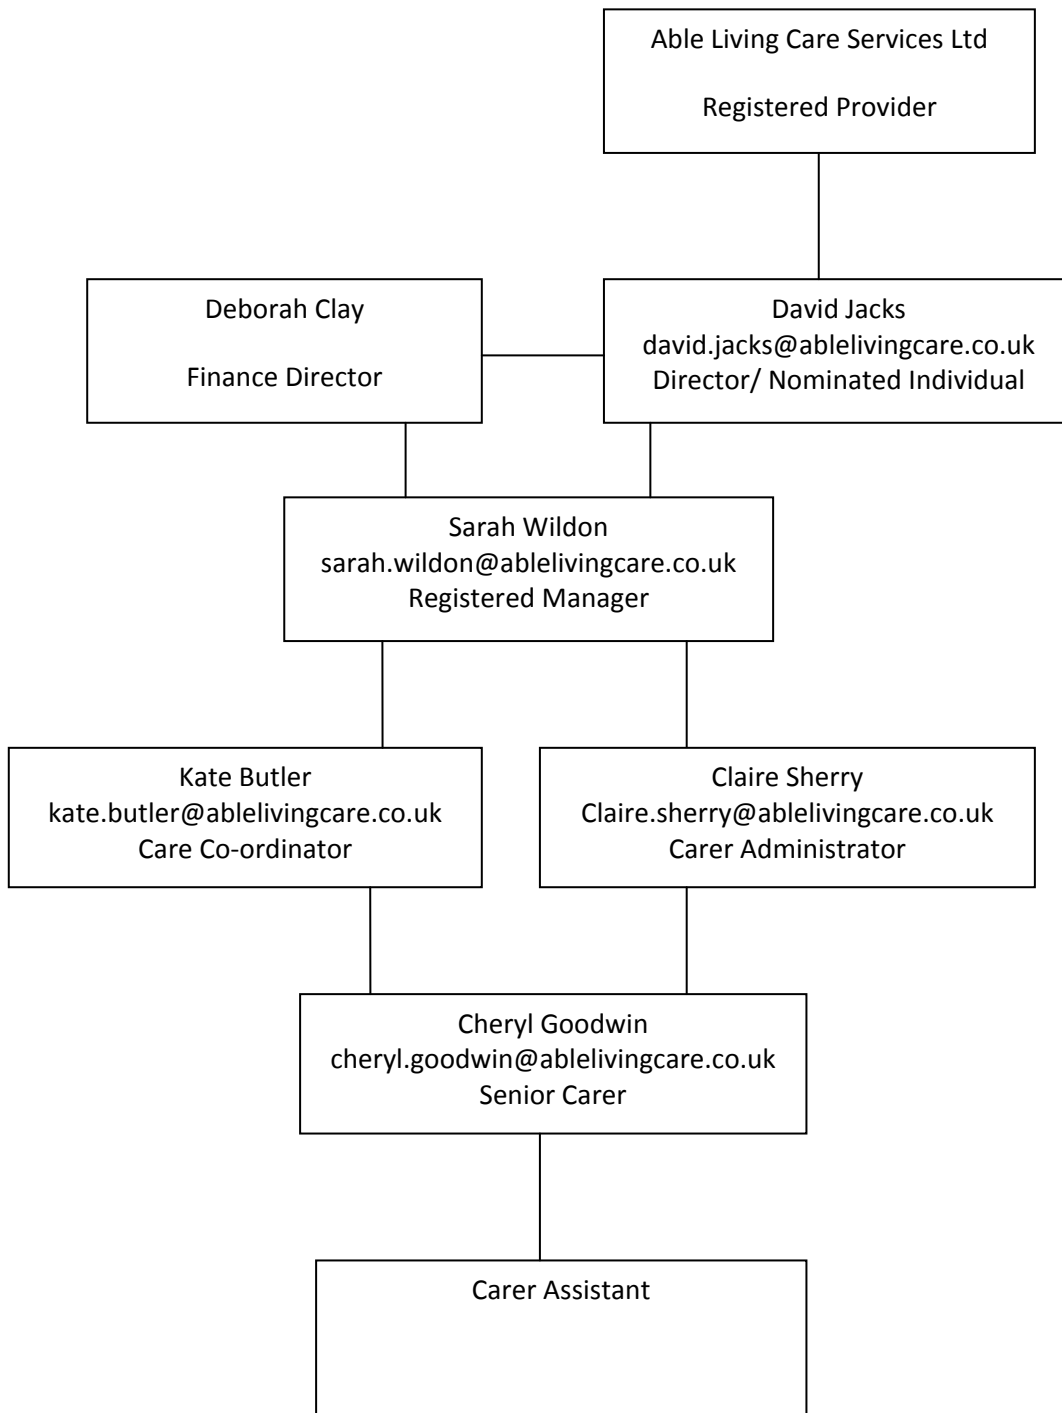 Able Living Care Services Ltd
Registered Provider
Deborah Clay
Finance Director
David Jacks
david.jacks@ablelivingcare.co.uk
Director/ Nominated Individual
Sarah Wildon
sarah.wildon@ablelivingcare.co.uk
Registered Manager
Kate Butler
kate.butler@ablelivingcare.co.uk
Care Co-ordinator
Claire Sherry
Claire.sherry@ablelivingcare.co.uk
Carer Administrator
Cheryl Goodwin
cheryl.goodwin@ablelivingcare.co.uk
Senior Carer
Carer Assistant